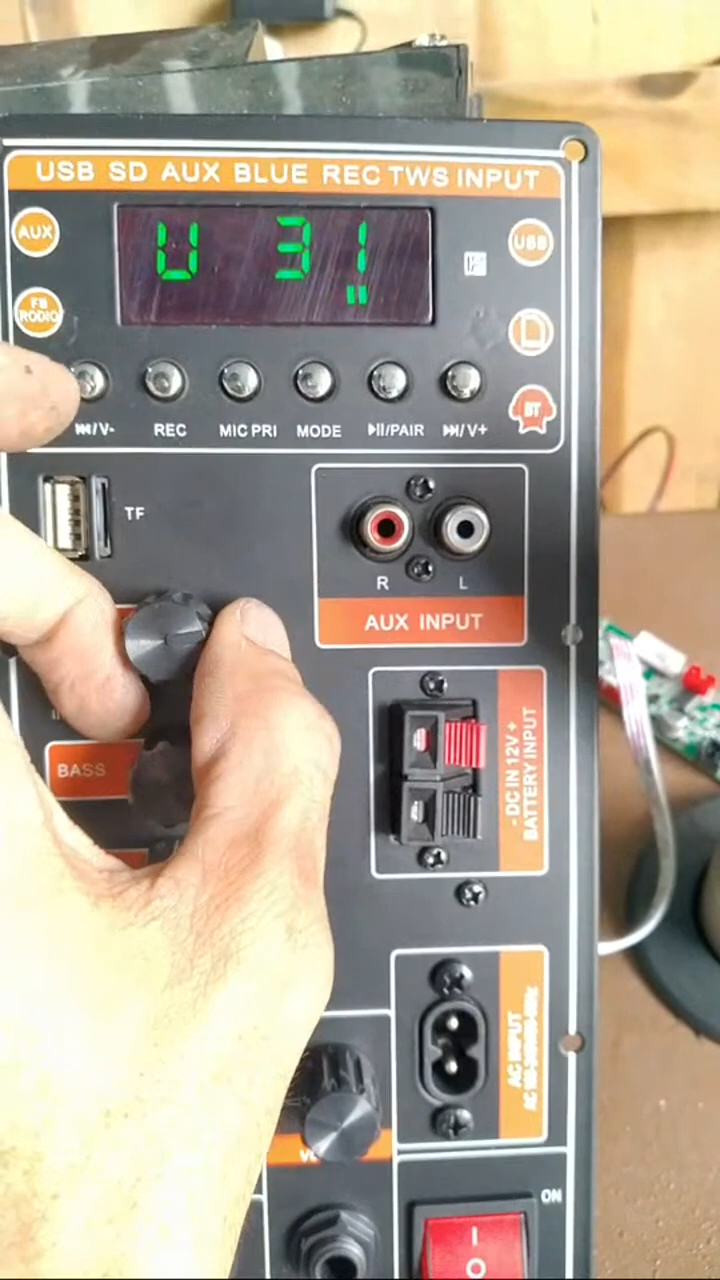 USB SD AUX BLUE REC TWS INPUT
AUX
U 31
USB
FB
RODIO
BT
⏮/V-
REC
MIC PRI
MODE
▶II/PAIR
⏭/V+
TF
R
L
AUX INPUT
BASS
- DC IN 12V +
BATTERY INPUT
AC INPUT
ON
I
O